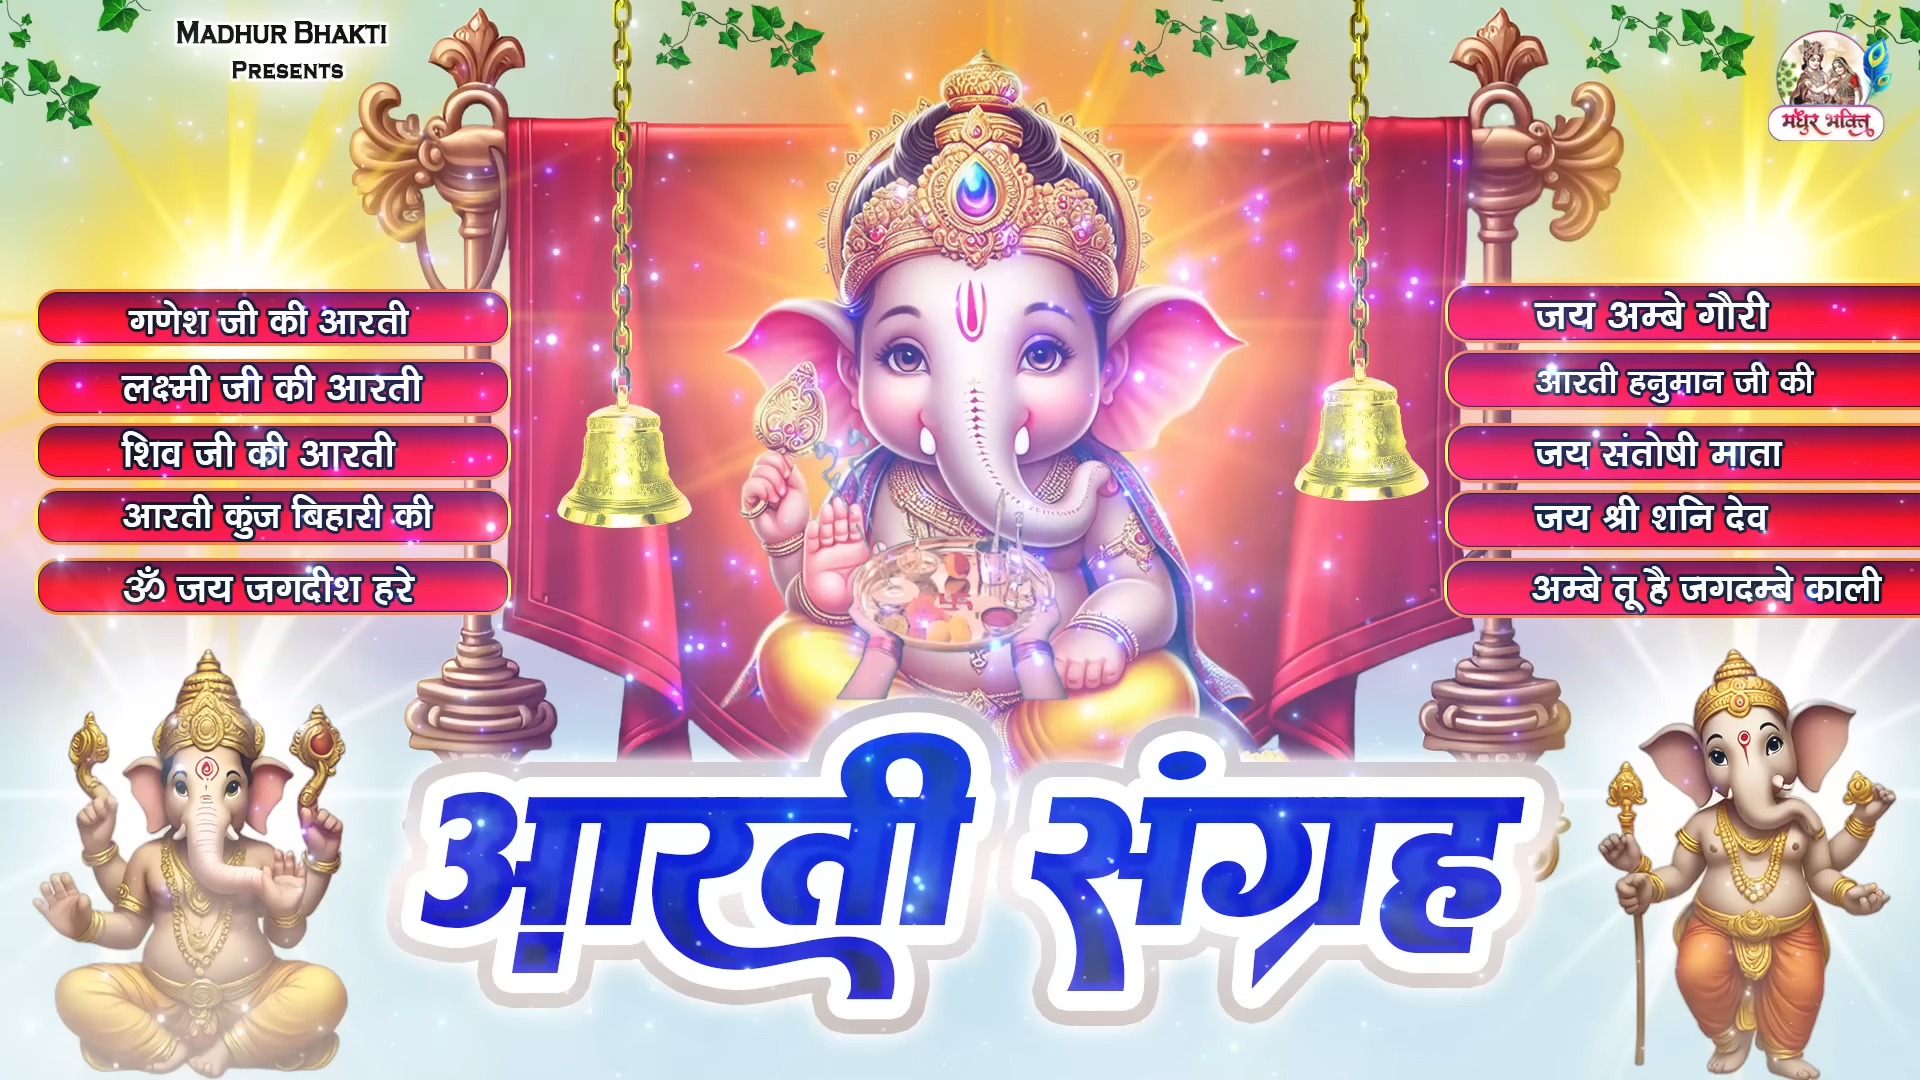 MADHUR BHAKTI
PRESENTS
मधुर भक्ति
गणेश जी की आरती
लक्ष्मी जी की आरती
शिव जी की आरती
आरती कुंज बिहारी की
ॐ जय जगदीश हरे
जय अम्बे गौरी
आरती हनुमान जी की
जय संतोषी माता
जय श्री शनि देव
अम्बे तू है जगदम्बे काली
आरती संग्रह